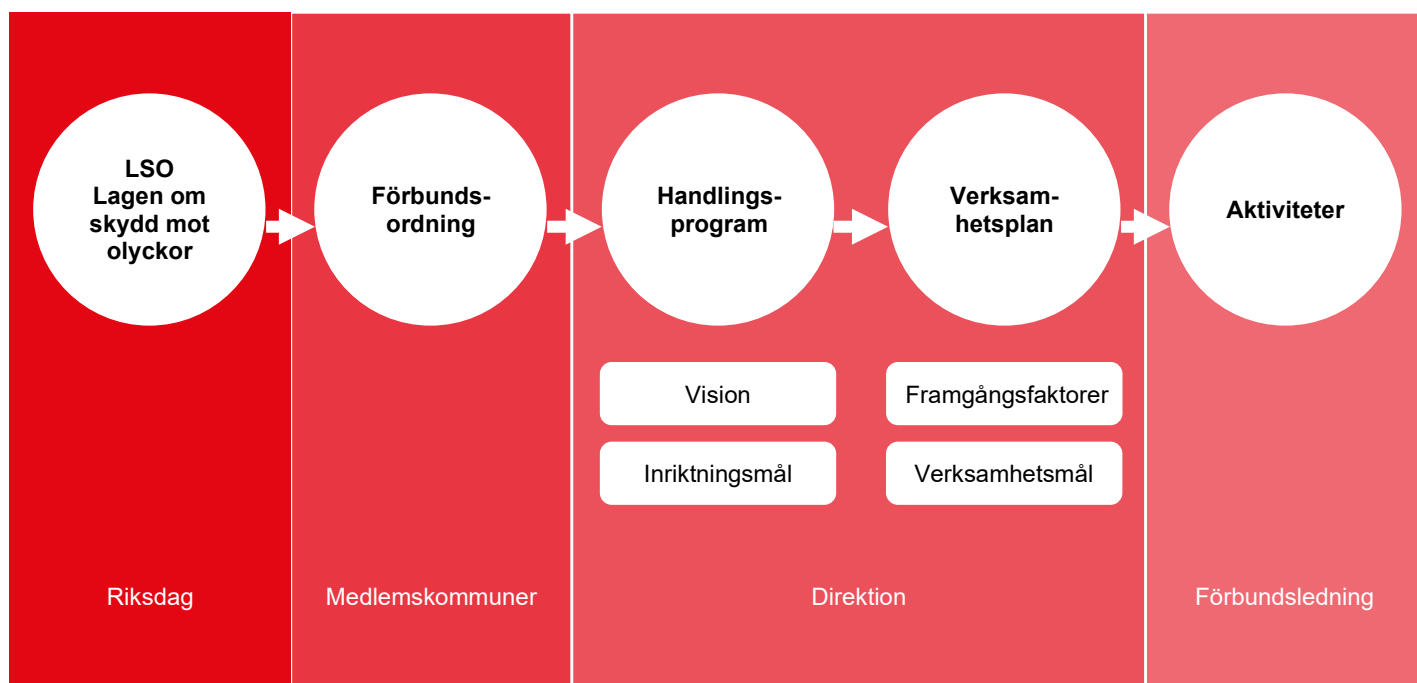 LSO
Lagen om
skydd mot
olyckor
Förbunds-
ordning
Handlings-
program
Verksam-
hetsplan
Aktiviteter
Vision
Framgångsfaktorer
Inriktningsmål
Verksamhetsmål
Riksdag
Medlemskommuner
Direktion
Förbundsledning